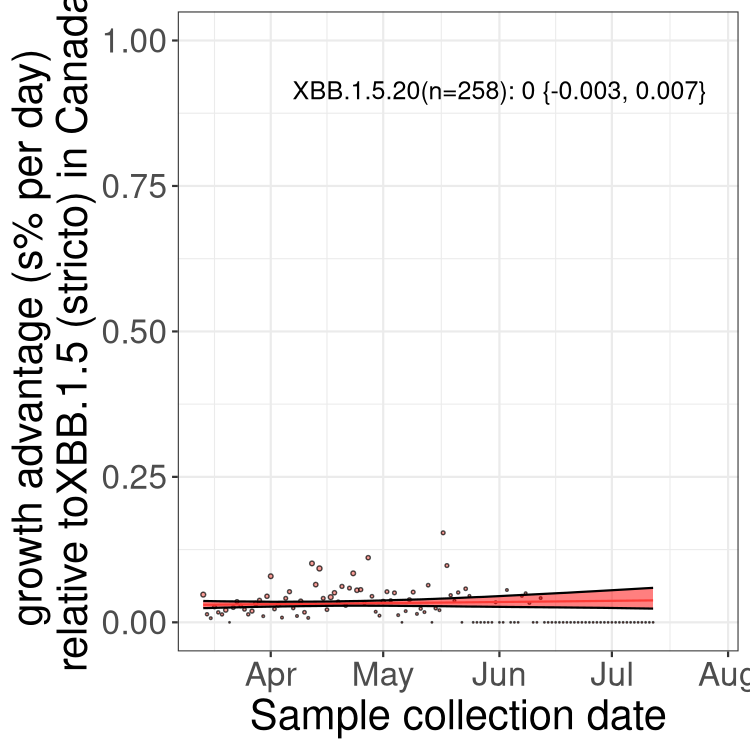 growth advantage (s% per day)
relative toXBB.1.5 (stricto) in Canada
1.00
0.75
0.50
0.25
0.00
XBB.1.5.20(n=258): 0 {-0.003, 0.007}
Apr May Jun Jul Aug
Sample collection date